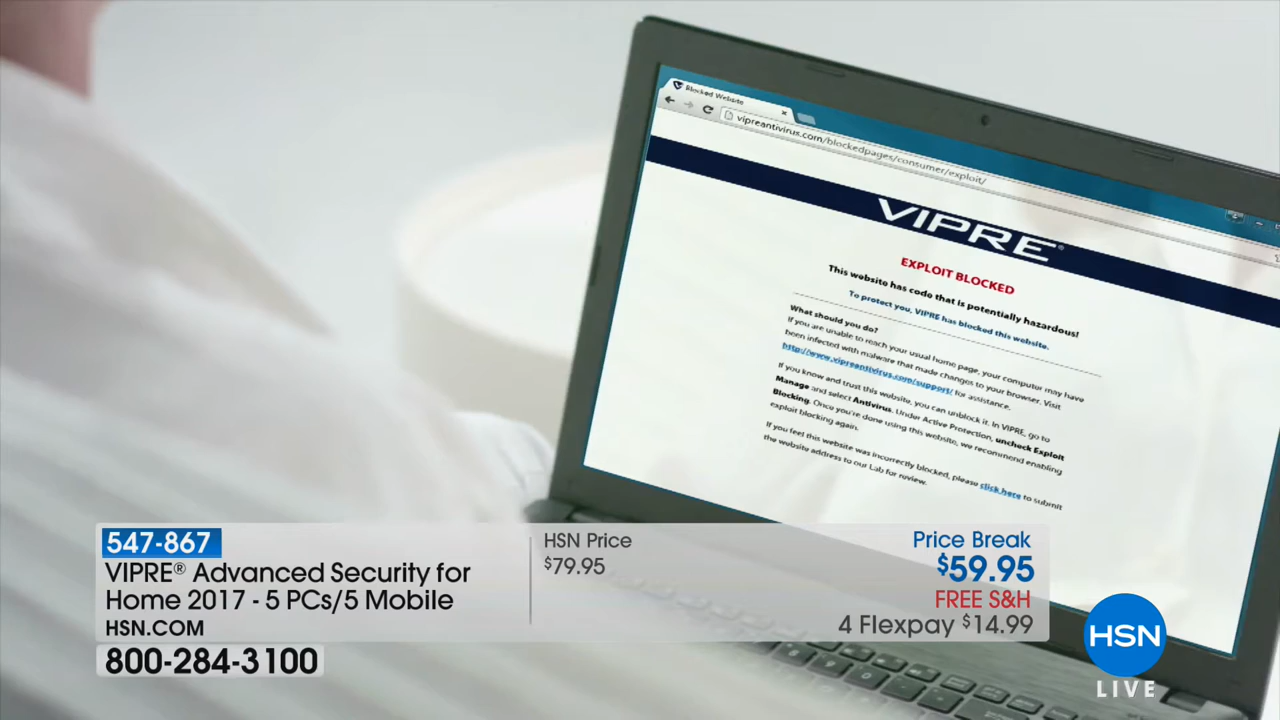 Blocked Website
vipreantivirus.com/blockedpages/consumer/exploit/
VIPRE®
EXPLOIT BLOCKED
This website has code that is potentially hazardous!
To protect you, VIPRE has blocked this website.
What should you do?
If you are unable to reach your usual home page, your computer may have
been infected with malware that made changes to your browser. Visit
http://www.vipreantivirus.com/support/ for assistance.
If you know and trust this website, you can unblock it. In VIPRE, go to
Manage and select Antivirus. Under Active Protection, uncheck Exploit
Blocking. Once you're done using this website, we recommend enabling
exploit blocking again.
If you feel this website was incorrectly blocked, please click here to submit
the website address to our Lab for review.
547-867
VIPRE® Advanced Security for
Home 2017 - 5 PCs/5 Mobile
HSN.COM
800-284-3100
HSN Price
$79.95
Price Break
$59.95
FREE S&H
4 Flexpay $14.99
HSN
LIVE